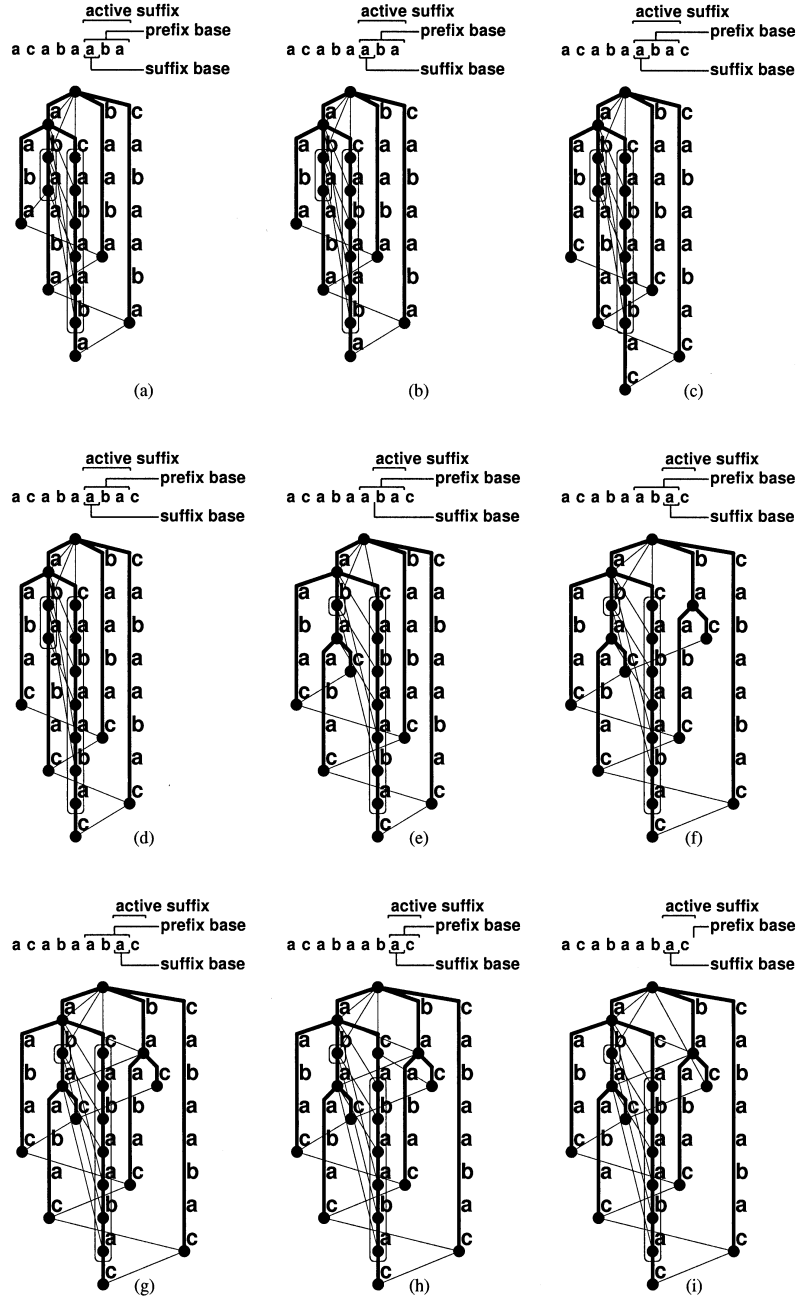 active suffix
prefix base
a c a b a a b a
suffix base
a b c
a b c a a
b a a a b
a a b b a
b a a a
a a b
b a
a
(a)
active suffix
prefix base
a c a b a a b a
suffix base
a b c
a b c a a
b a a a b
a a b b a
b a a a
a a b
b a
a
(b)
active suffix
prefix base
a c a b a a b a c
suffix base
a b c
a b c a a
b a a a b
a a b b a
c b a a a
a a c b
c b a
a c
c
(c)
active suffix
prefix base
a c a b a a b a c
suffix base
a b c
a b c a a
b a a a b
a a b b a
c b a a a
a a c b
c b a
a c
c
(d)
active suffix
prefix base
a c a b a a b a c
suffix base
a b c
a b c a a
b a a a b
a a c b b a
c b a a a
a a c b
c b a
a c
c
(e)
active suffix
prefix base
a c a b a a b a c
suffix base
a b c
a b c a a
b a a a c b
a a c b b a
c b a a a
a a c b
c b a
a c
c
(f)
active suffix
prefix base
a c a b a a b a c
suffix base
a b c
a b c a a
b a a a c b
a a c b b a
c b a a a
a a c b
c b a
a c
c
(g)
active suffix
prefix base
a c a b a a b a c
suffix base
a b c
a b c a a
b a a a c b
a a c b b a
c b a a a
a a c b
c b a
a c
c
(h)
active suffix
prefix base
a c a b a a b a c
suffix base
a b c
a b c a a
b a a a c b
a a c b b a
c b a a a
a a c b
c b a
a c
c
(i)